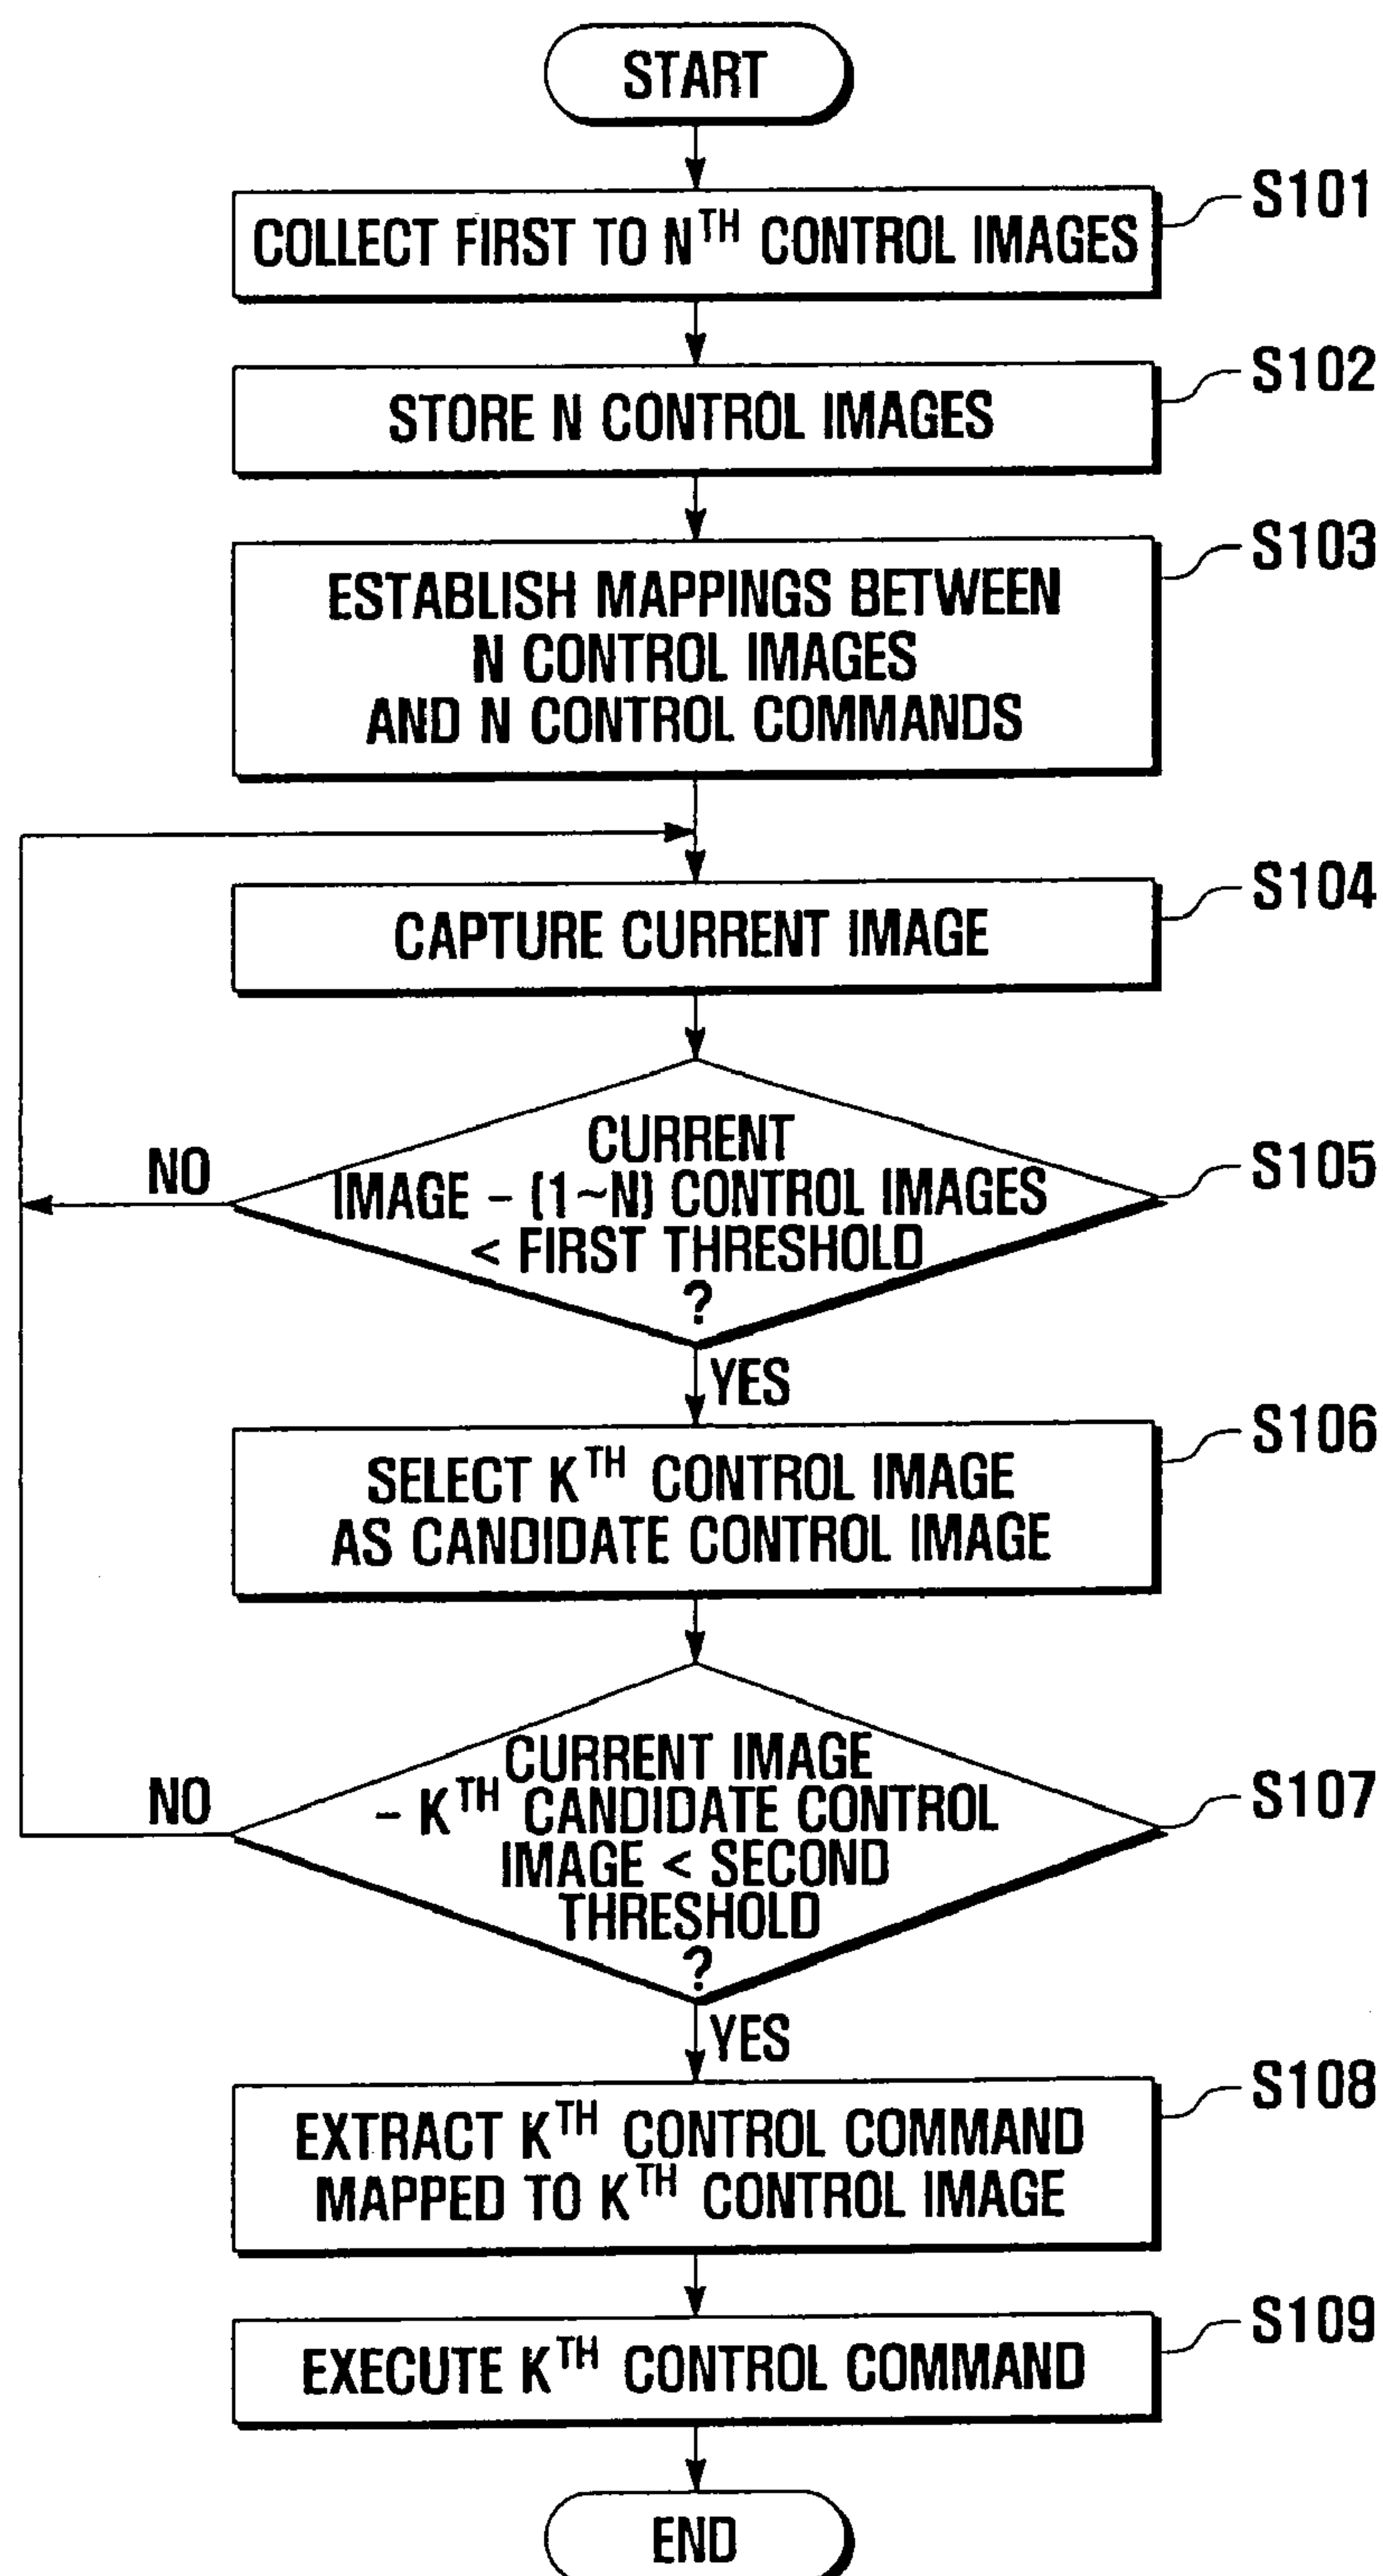 START
S101
COLLECT FIRST TO NTH CONTROL IMAGES
S102
STORE N CONTROL IMAGES
S103
ESTABLISH MAPPINGS BETWEEN
N CONTROL IMAGES
AND N CONTROL COMMANDS
S104
CAPTURE CURRENT IMAGE
S105
NO
CURRENT
IMAGE – (1~N) CONTROL IMAGES
< FIRST THRESHOLD
?
YES
S106
SELECT KTH CONTROL IMAGE
AS CANDIDATE CONTROL IMAGE
S107
NO
CURRENT IMAGE
– KTH CANDIDATE CONTROL
IMAGE < SECOND
THRESHOLD
?
YES
S108
EXTRACT KTH CONTROL COMMAND
MAPPED TO KTH CONTROL IMAGE
S109
EXECUTE KTH CONTROL COMMAND
END